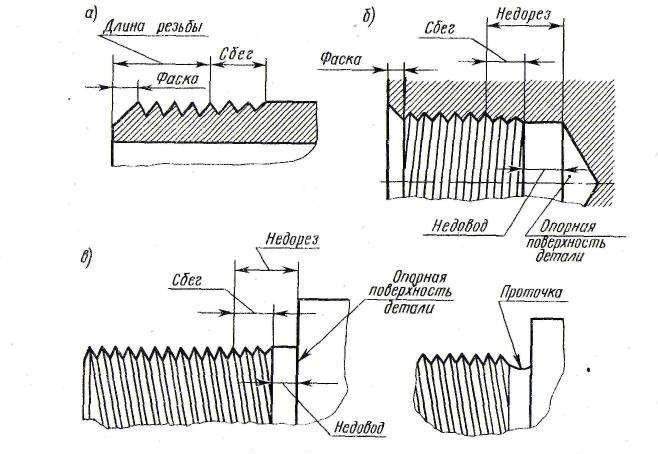 а)
Длина резьбы
Сбег
Фаска
б)
Недорез
Сбег
Фаска
Недовод
Опорная
поверхность
детали
в)
Недорез
Сбег
Опорная
поверхность
детали
Недовод
Проточка